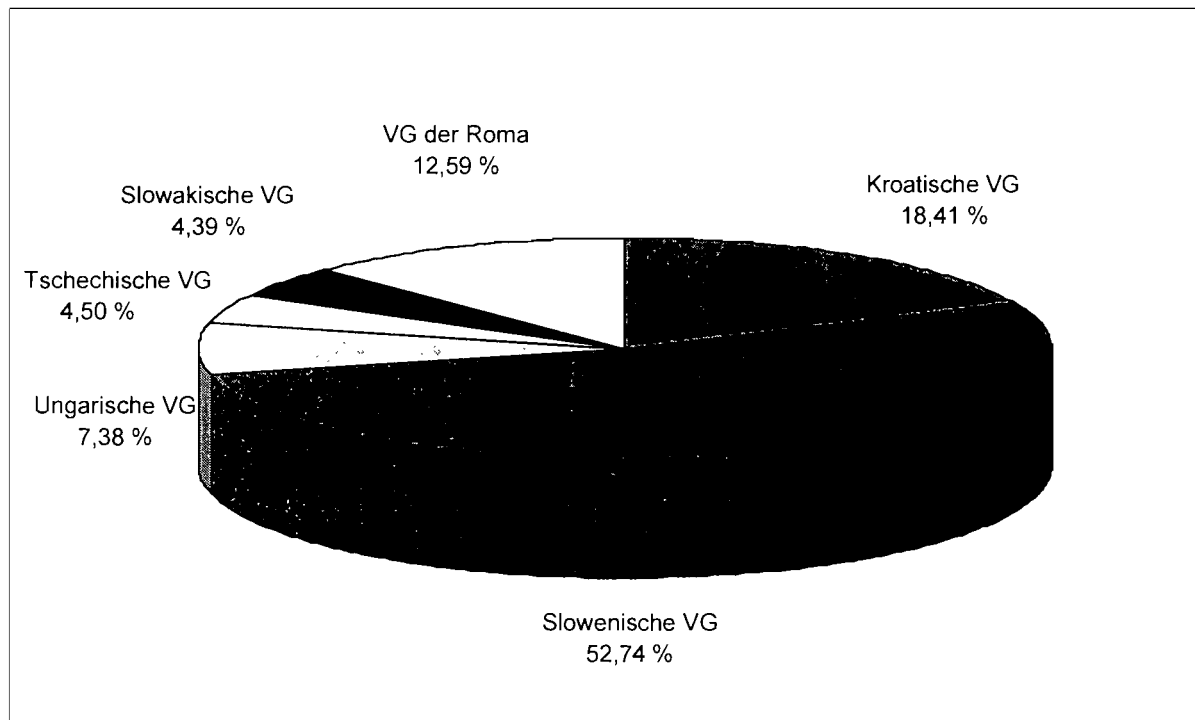 VG der Roma
12,59 %
Kroatische VG
18,41 %
Slowakische VG
4,39 %
Tschechische VG
4,50 %
Ungarische VG
7,38 %
Slowenische VG
52,74 %